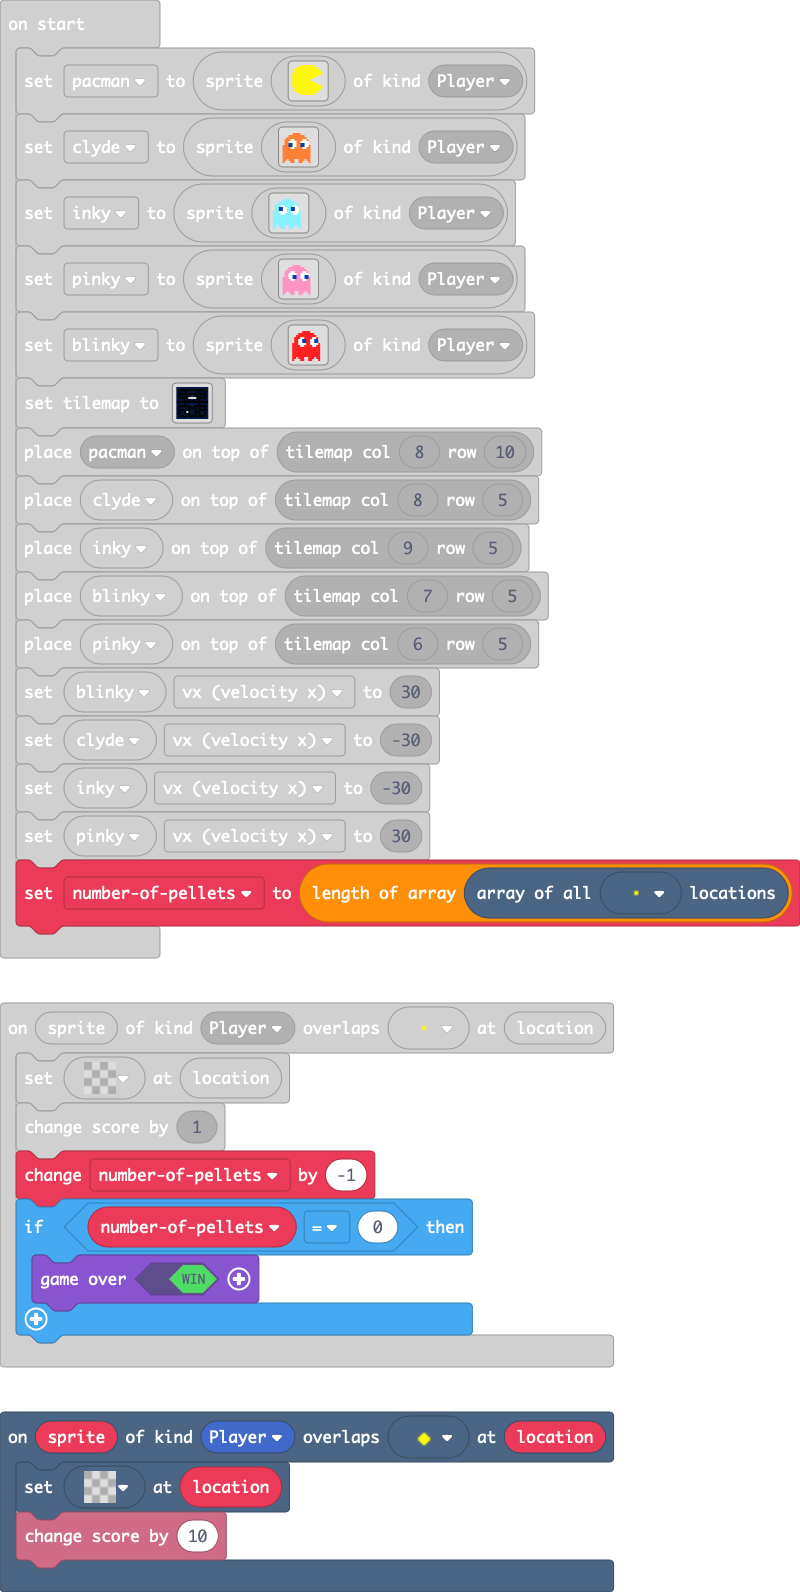 on start
set pacman to sprite of kind Player
set clyde to sprite of kind Player
set inky to sprite of kind Player
set pinky to sprite of kind Player
set blinky to sprite of kind Player
set tilemap to
place pacman on top of tilemap col 8 row 10
place clyde on top of tilemap col 8 row 5
place inky on top of tilemap col 9 row 5
place blinky on top of tilemap col 7 row 5
place pinky on top of tilemap col 6 row 5
set blinky vx (velocity x) to 30
set clyde vx (velocity x) to -30
set inky vx (velocity x) to -30
set pinky vx (velocity x) to 30
set number-of-pellets to length of array array of all locations
on sprite of kind Player overlaps at location
set at location
change score by 1
change number-of-pellets by -1
if number-of-pellets = 0 then
game over WIN
on sprite of kind Player overlaps at location
set at location
change score by 10